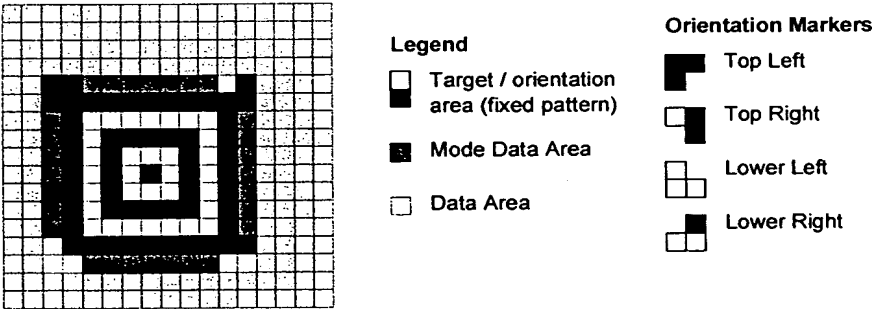 Legend
Target / orientation
area (fixed pattern)
Mode Data Area
Data Area
Orientation Markers
Top Left
Top Right
Lower Left
Lower Right